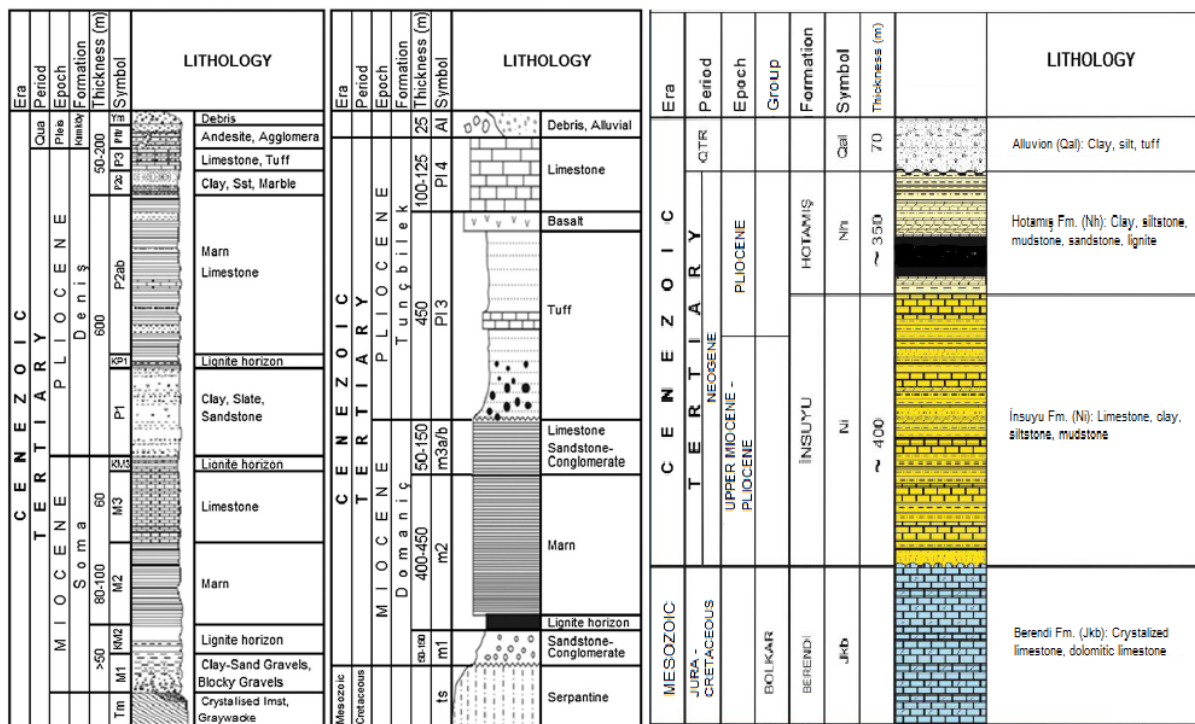 Era
Period
Epoch
Formation
Thickness (m)
Symbol
LITHOLOGY
CENEZOIC
Qua
TERTIARY
Pleis
PLIOCENE
MIOCENE
Deniş
Soma
50-200
600
60
80-100
>50
Ym
Debris
Pltv
Andesite, Agglomera
P3
Limestone, Tuff
P2c
Clay, Sst, Marble
P2ab
Marn
Limestone
KP1
Lignite horizon
P1
Clay, Slate,
Sandstone
KM3
Lignite horizon
M3
Limestone
M2
Marn
KM2
Lignite horizon
M1
Clay-Sand Gravels,
Blocky Gravels
Tm
Crystalised lmst,
Graywacke
Era
Period
Epoch
Formation
Thickness (m)
Symbol
LITHOLOGY
CENEZOIC
TERTIARY
PLIOCENE
MIOCENE
Tunçbilek
Domaniç
25
Al
Debris, Alluvial
100-125
Pl 4
Limestone
Basalt
450
Pl 3
Tuff
50-150
m3a/b
Limestone
Sandstone-
Conglomerate
400-450
m2
Marn
Lignite horizon
m1
Sandstone-
Conglomerate
Mesozoic
Cretaceous
ts
Serpantine
Era
Period
Epoch
Group
Formation
Symbol
Thickness (m)
LITHOLOGY
CENEZOIC
QTR
TERTIARY
NEOGENE
PLIOCENE
UPPER MIOCENE -
PLIOCENE
Qal
70
Alluvion (Qal): Clay, silt, tuff
HOTAMIŞ
Nh
~ 350
Hotamış Fm. (Nh): Clay, siltstone,
mudstone, sandstone, lignite
İNSUYU
Ni
~ 400
İnsuyu Fm. (Ni): Limestone, clay,
siltstone, mudstone
MESOZOIC
JURA -
CRETACEOUS
BOLKAR
BERENDI
Jkb
Berendi Fm. (Jkb): Crystalized
limestone, dolomitic limestone